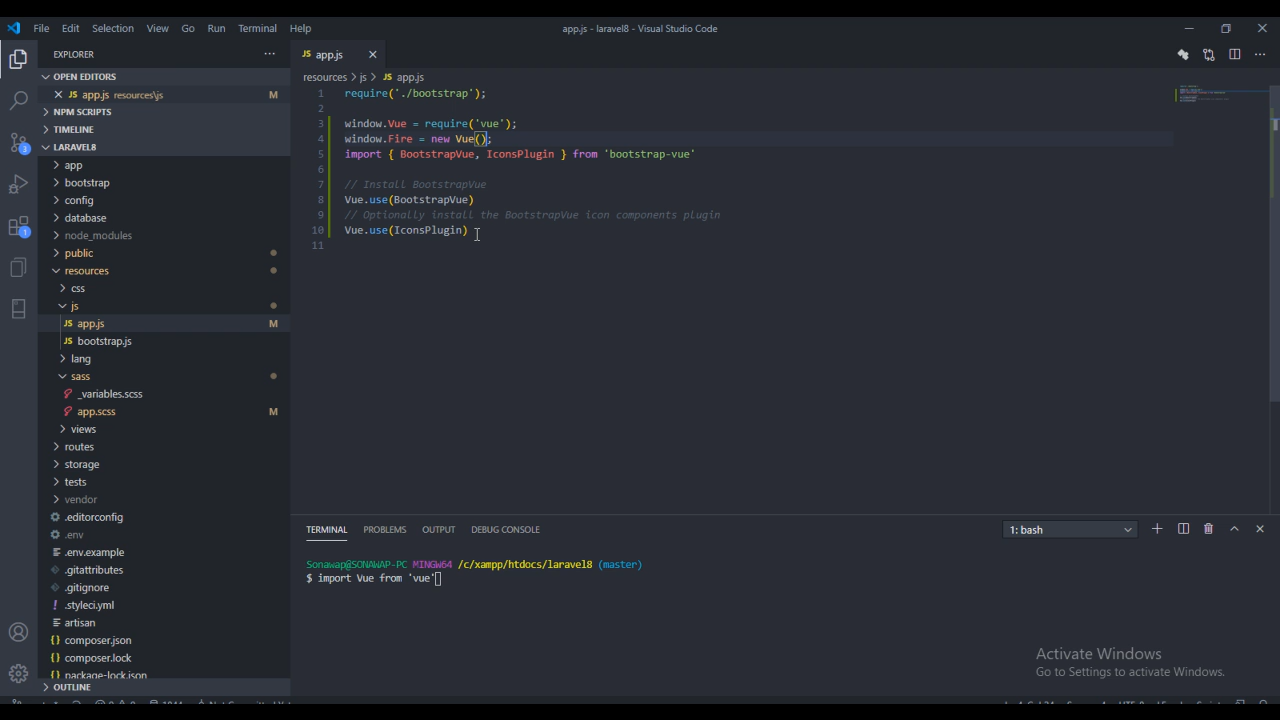 File Edit Selection View Go Run Terminal Help
app.js - laravel8 - Visual Studio Code
EXPLORER
OPEN EDITORS
JS app.js resources\js M
NPM SCRIPTS
TIMELINE
LARAVEL8
app
bootstrap
config
database
node_modules
public
resources
css
js
JS app.js M
JS bootstrap.js
lang
sass
_variables.scss
app.scss M
views
routes
storage
tests
vendor
.editorconfig
.env
.env.example
.gitattributes
.gitignore
.styleci.yml
artisan
composer.json
composer.lock
package-lock.json
OUTLINE
3
1
JS app.js
resources > js > JS app.js
1 require('./bootstrap');
2
3 window.Vue = require('vue');
4 window.Fire = new Vue();
5 import { BootstrapVue, IconsPlugin } from 'bootstrap-vue'
6
7 // Install BootstrapVue
8 Vue.use(BootstrapVue)
9 // Optionally install the BootstrapVue icon components plugin
10 Vue.use(IconsPlugin)
11
TERMINAL PROBLEMS OUTPUT DEBUG CONSOLE
1: bash
Sonawap@SONAWAP-PC MINGW64 /c/xampp/htdocs/laravel8 (master)
$ import Vue from 'vue'
Activate Windows
Go to Settings to activate Windows.